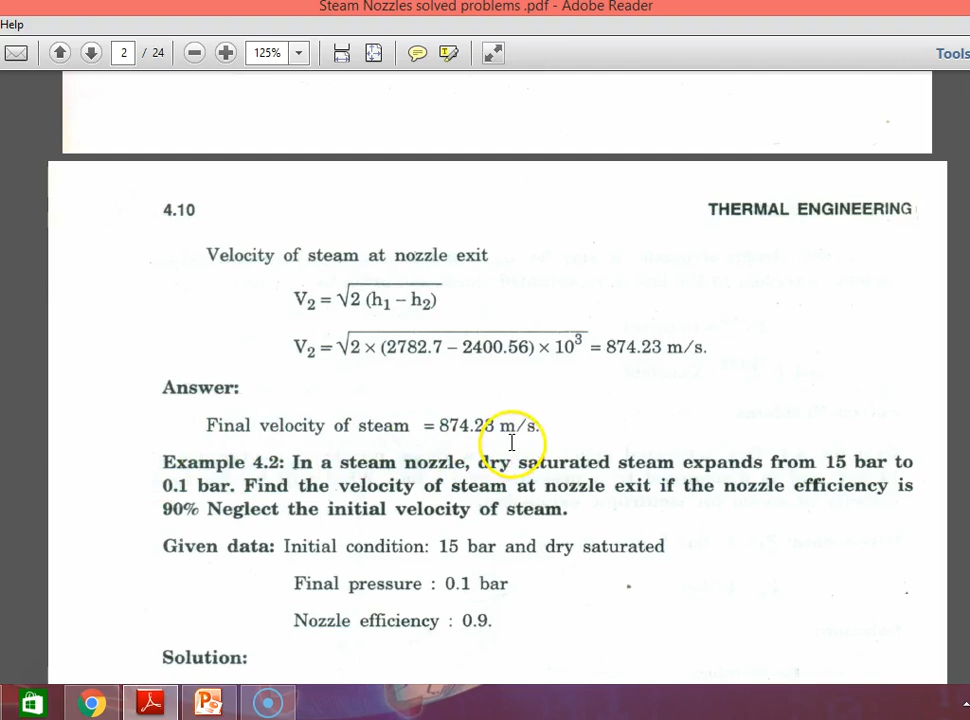 Steam Nozzles solved problems .pdf - Adobe Reader
Help
2 / 24 125% Tools
4.10 THERMAL ENGINEERING
Velocity of steam at nozzle exit
V₂ = √2 (h₁ – h₂)
V₂ = √2 × (2782.7 – 2400.56) × 10³ = 874.23 m/s.
Answer:
Final velocity of steam = 874.23 m/s.
Example 4.2: In a steam nozzle, dry saturated steam expands from 15 bar to
0.1 bar. Find the velocity of steam at nozzle exit if the nozzle efficiency is
90% Neglect the initial velocity of steam.
Given data: Initial condition: 15 bar and dry saturated
Final pressure : 0.1 bar
Nozzle efficiency : 0.9.
Solution: